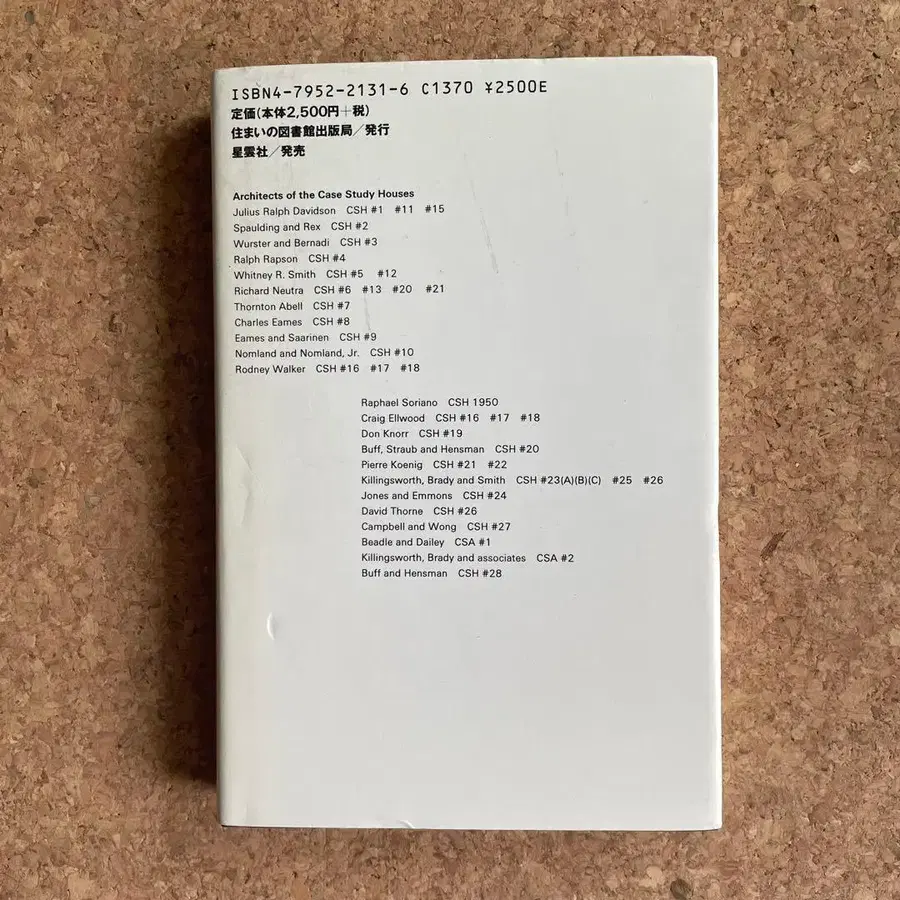 ISBN4-7952-2131-6 C1370 ¥2500E
定価(本体2,500円+税)
住まいの図書館出版局/発行
星雲社/発売
Architects of the Case Study Houses
Julius Ralph Davidson CSH #1 #11 #15
Spaulding and Rex CSH #2
Wurster and Bernadi CSH #3
Ralph Rapson CSH #4
Whitney R. Smith CSH #5 #12
Richard Neutra CSH #6 #13 #20 #21
Thornton Abell CSH #7
Charles Eames CSH #8
Eames and Saarinen CSH #9
Nomland and Nomland, Jr. CSH #10
Rodney Walker CSH #16 #17 #18
Raphael Soriano CSH 1950
Craig Ellwood CSH #16 #17 #18
Don Knorr CSH #19
Buff, Straub and Hensman CSH #20
Pierre Koenig CSH #21 #22
Killingsworth, Brady and Smith CSH #23(A)(B)(C) #25 #26
Jones and Emmons CSH #24
David Thorne CSH #26
Campbell and Wong CSH #27
Beadle and Dailey CSA #1
Killingsworth, Brady and associates CSA #2
Buff and Hensman CSH #28